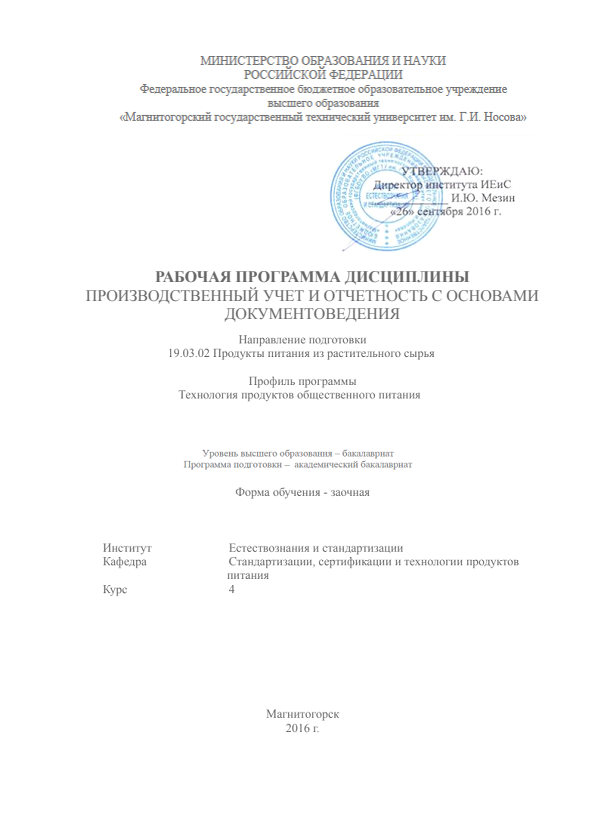 МИНИСТЕРСТВО ОБРАЗОВАНИЯ И НАУКИ
РОССИЙСКОЙ ФЕДЕРАЦИИ
Федеральное государственное бюджетное образовательное учреждение
высшего образования
«Магнитогорский государственный технический университет им. Г.И. Носова»
УТВЕРЖДАЮ:
Директор института ИЕиС
И.Ю. Мезин
«26» сентября 2016 г.
РАБОЧАЯ ПРОГРАММА ДИСЦИПЛИНЫ
ПРОИЗВОДСТВЕННЫЙ УЧЕТ И ОТЧЕТНОСТЬ С ОСНОВАМИ
ДОКУМЕНТОВЕДЕНИЯ
Направление подготовки
19.03.02 Продукты питания из растительного сырья
Профиль программы
Технология продуктов общественного питания
Уровень высшего образования – бакалавриат
Программа подготовки – академический бакалавриат
Форма обучения - заочная
Институт Естествознания и стандартизации
Кафедра Стандартизации, сертификации и технологии продуктов
питания
Курс 4
Магнитогорск
2016 г.